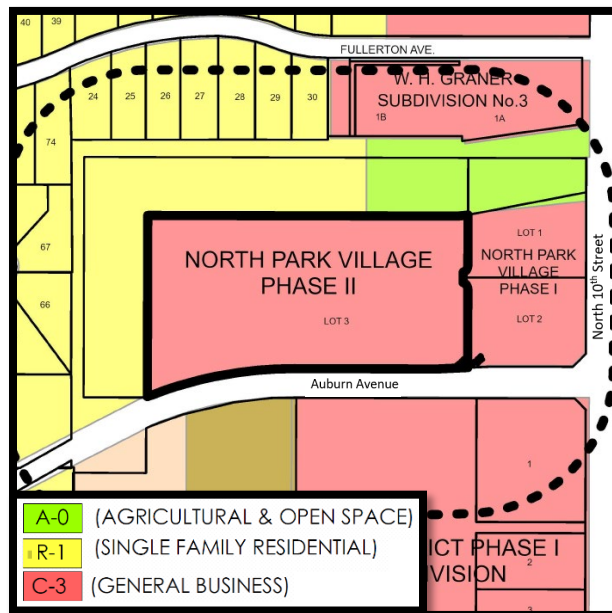 40
39
FULLERTON AVE.
W. H. GRANER
SUBDIVISION No.3
1B
1A
24
25
26
27
28
29
30
74
67
66
NORTH PARK VILLAGE
PHASE II
LOT 3
LOT 1
NORTH PARK
VILLAGE
PHASE I
LOT 2
North 10th Street
Auburn Avenue
1
ICT PHASE I
VISION
2
3
A-0 (AGRICULTURAL & OPEN SPACE)
R-1 (SINGLE FAMILY RESIDENTIAL)
C-3 (GENERAL BUSINESS)